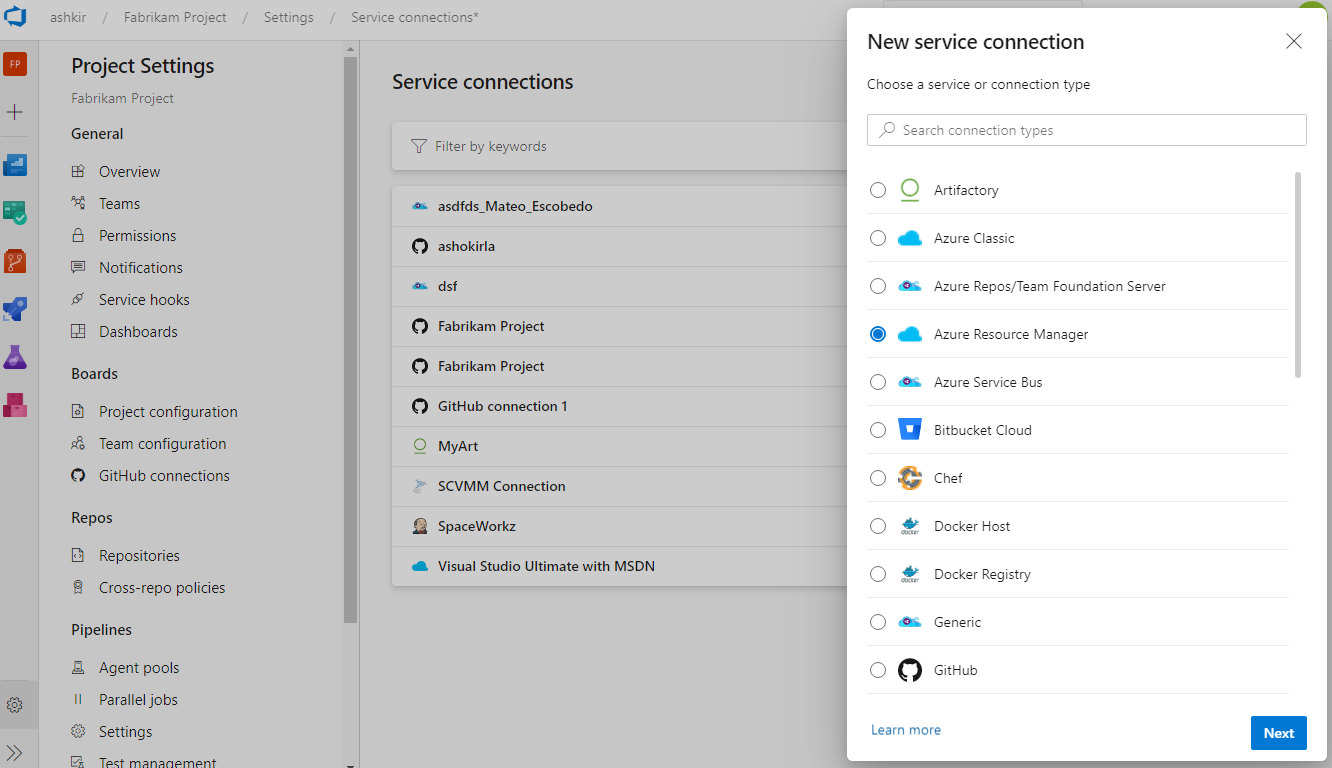 ashkir / Fabrikam Project / Settings / Service connections*
FP
Project Settings
Fabrikam Project
General
Overview
Teams
Permissions
Notifications
Service hooks
Dashboards
Boards
Project configuration
Team configuration
GitHub connections
Repos
Repositories
Cross-repo policies
Pipelines
Agent pools
Parallel jobs
Settings
Test management
Service connections
Filter by keywords
asdfds_Mateo_Escobedo
ashokirla
dsf
Fabrikam Project
Fabrikam Project
GitHub connection 1
MyArt
SCVMM Connection
SpaceWorkz
Visual Studio Ultimate with MSDN
New service connection
Choose a service or connection type
Search connection types
Artifactory
Azure Classic
Azure Repos/Team Foundation Server
Azure Resource Manager
Azure Service Bus
Bitbucket Cloud
Chef
docker
Docker Host
docker
Docker Registry
Generic
GitHub
Learn more
Next